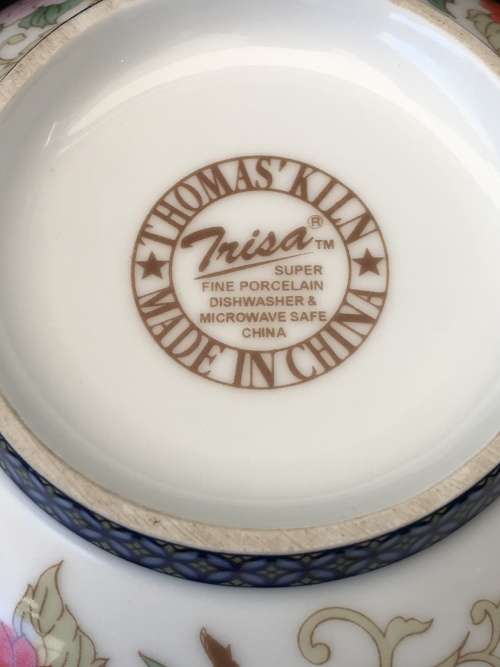 THOMAS' KILN
Trisa® ™
SUPER
FINE PORCELAIN
DISHWASHER &
MICROWAVE SAFE
CHINA
MADE IN CHINA